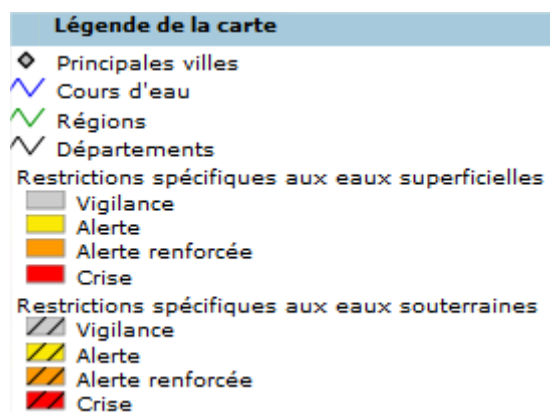 Légende de la carte
Principales villes
Cours d'eau
Régions
Départements
Restrictions spécifiques aux eaux superficielles
Vigilance
Alerte
Alerte renforcée
Crise
Restrictions spécifiques aux eaux souterraines
Vigilance
Alerte
Alerte renforcée
Crise